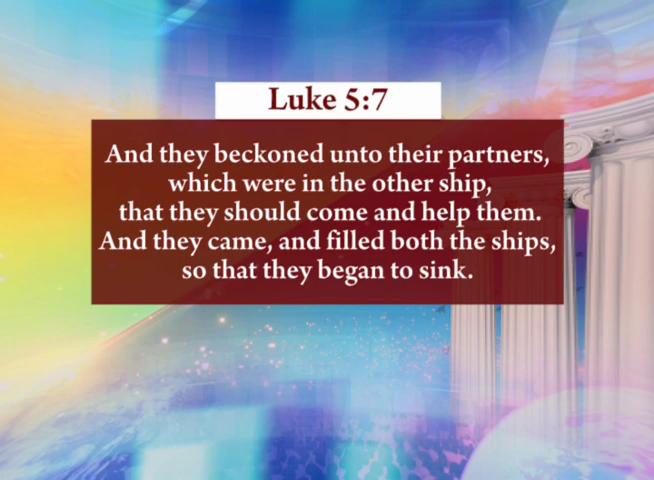 Luke 5:7
And they beckoned unto their partners,
which were in the other ship,
that they should come and help them.
And they came, and filled both the ships,
so that they began to sink.